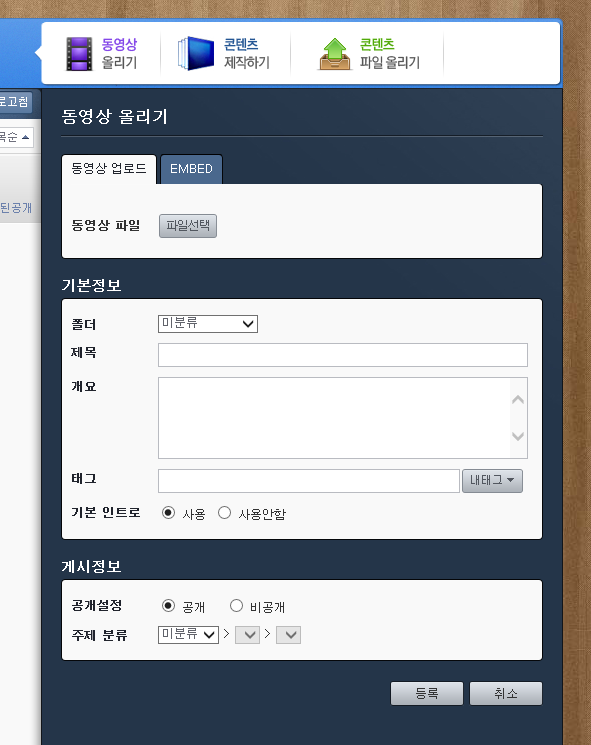 동영상
올리기
콘텐츠
제작하기
콘텐츠
파일 올리기
로고침
목순
된공개
동영상 올리기
동영상 업로드 EMBED
동영상 파일 파일선택
기본정보
폴더 미분류
제목
개요
태그 내태그
기본 인트로 사용 사용안함
게시정보
공개설정 공개 비공개
주제 분류 미분류 > >
등록 취소